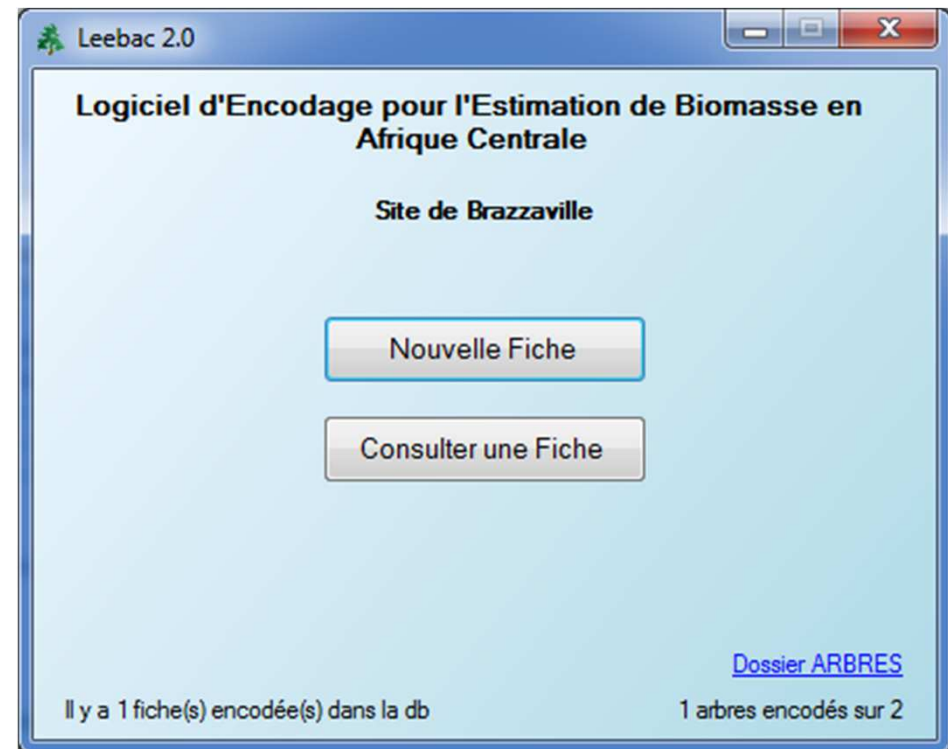 Leebac 2.0
Logiciel d'Encodage pour l'Estimation de Biomasse en
Afrique Centrale
Site de Brazzaville
Nouvelle Fiche
Consulter une Fiche
Dossier ARBRES
Il y a 1 fiche(s) encodée(s) dans la db
1 arbres encodés sur 2